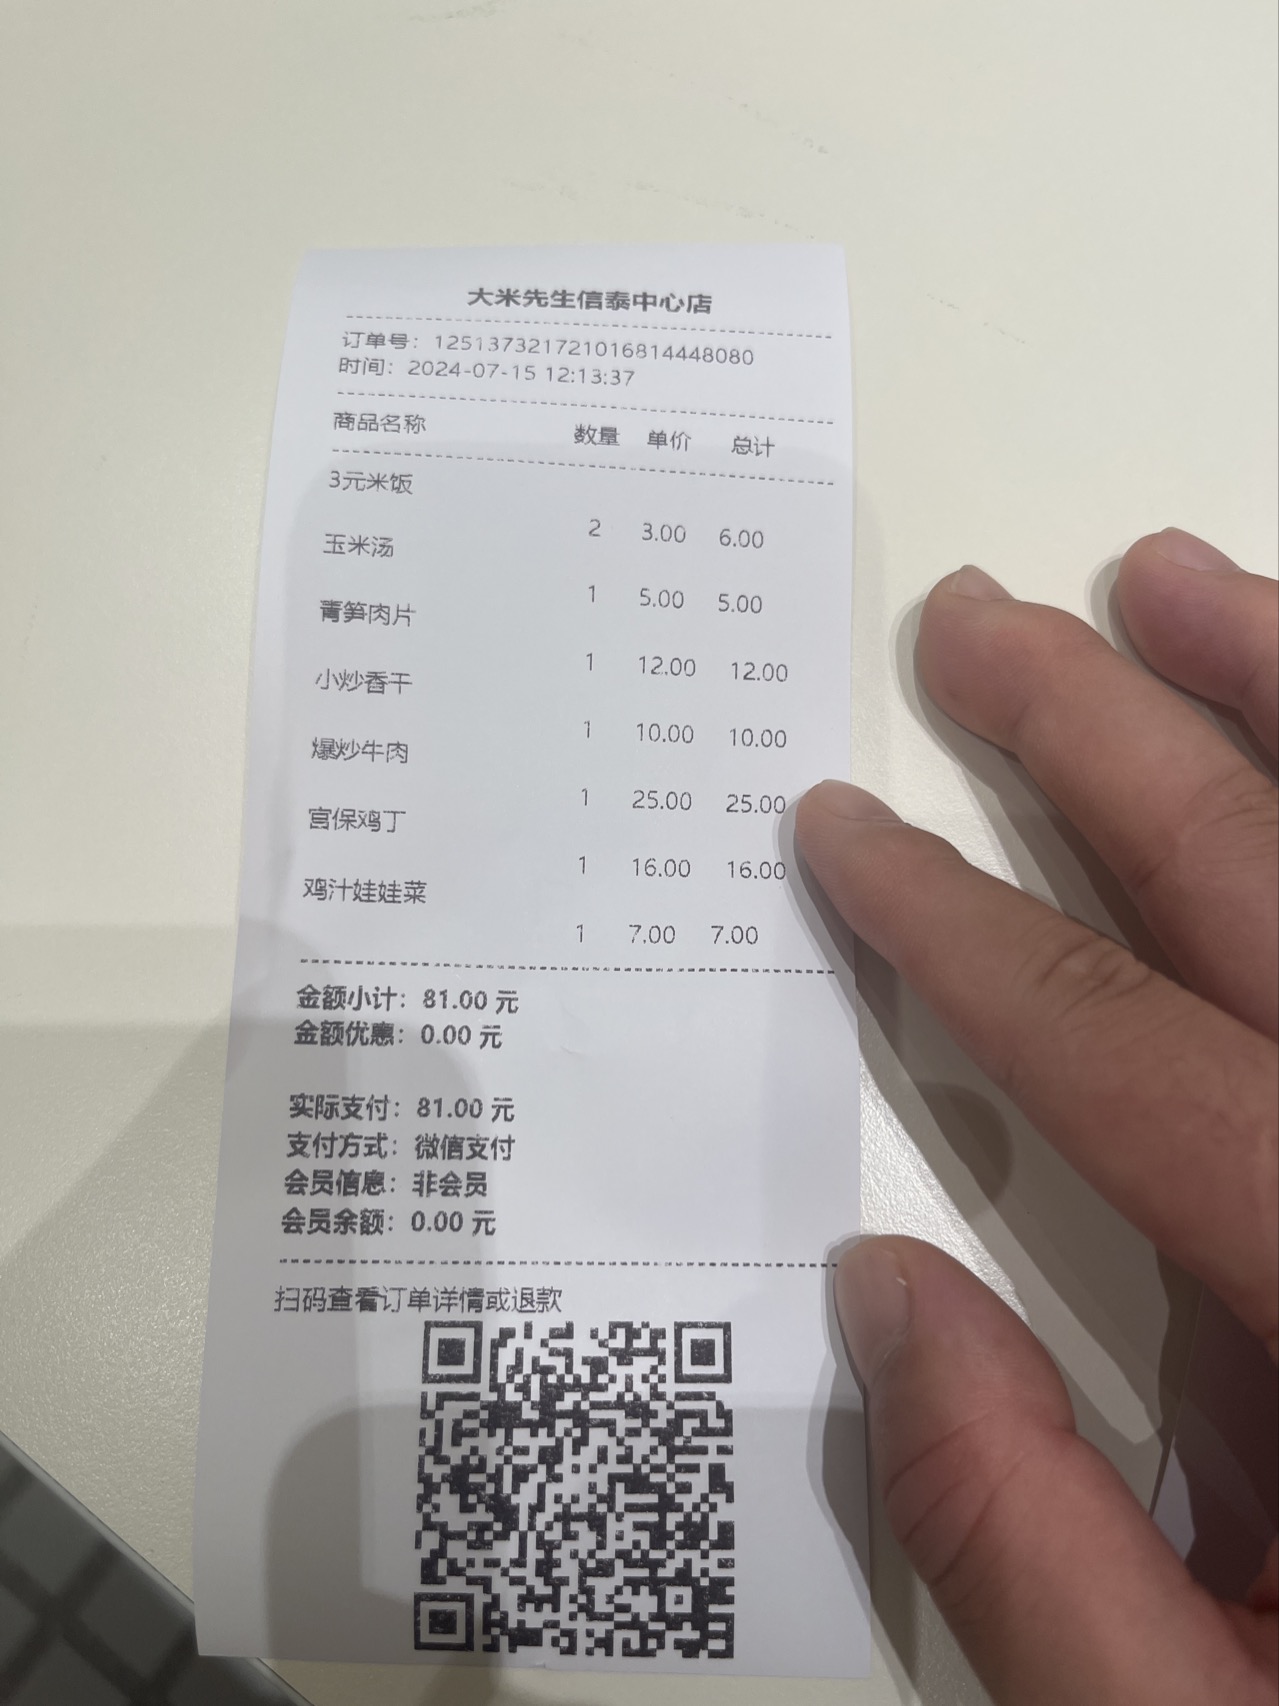 大米先生信泰中心店
订单号：1251373217210168144480​80
时间：2024-07-15 12:13:37
商品名称 数量 单价 总计
3元米饭
2 3.00 6.00
玉米汤
1 5.00 5.00
青笋肉片
1 12.00 12.00
小炒香干
1 10.00 10.00
爆炒牛肉
1 25.00 25.00
宫保鸡丁
1 16.00 16.00
鸡汁娃娃菜
1 7.00 7.00
金额小计：81.00 元
金额优惠：0.00 元
实际支付：81.00 元
支付方式：微信支付
会员信息：非会员
会员余额：0.00 元
扫码查看订单详情或退款